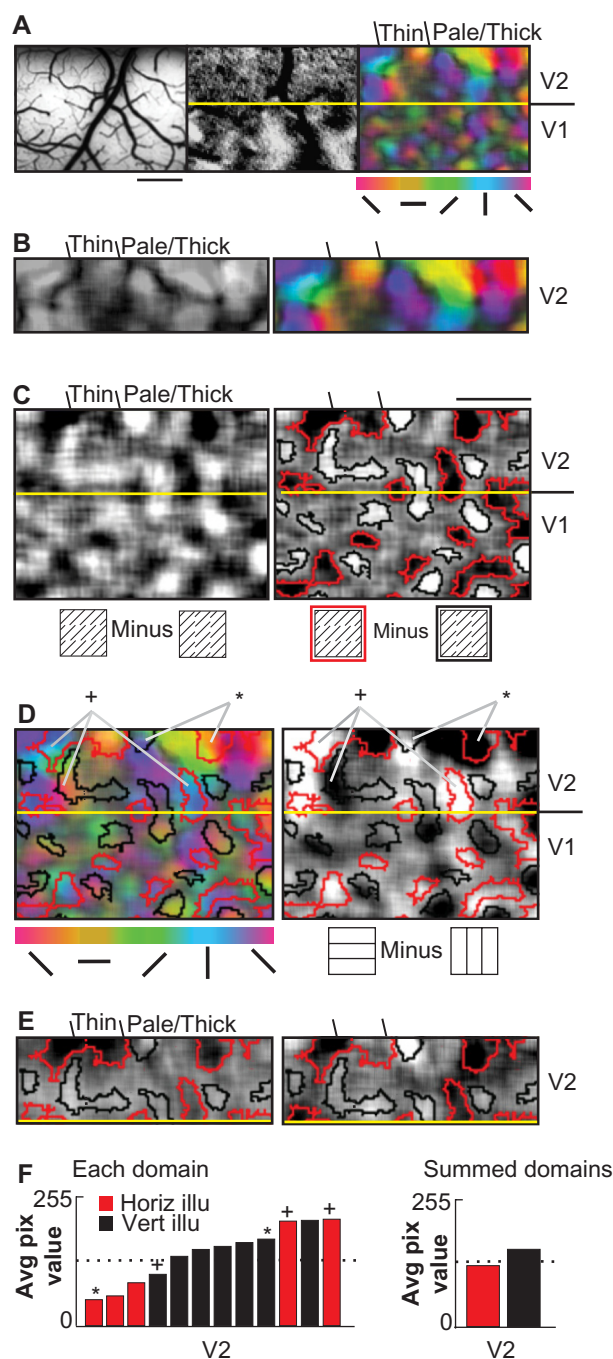 A
Thin Pale/Thick
V2
V1
B
Thin Pale/Thick
V2
C
Thin Pale/Thick
V2
V1
Minus
Minus
+
+
*
D
V2
V1
Minus
E
Thin Pale/Thick
V2
F
Each domain
Summed domains
255
Horiz illu
Vert illu
Avg pix value
0
*
+
*
+
+
V2
255
Avg pix value
0
V2